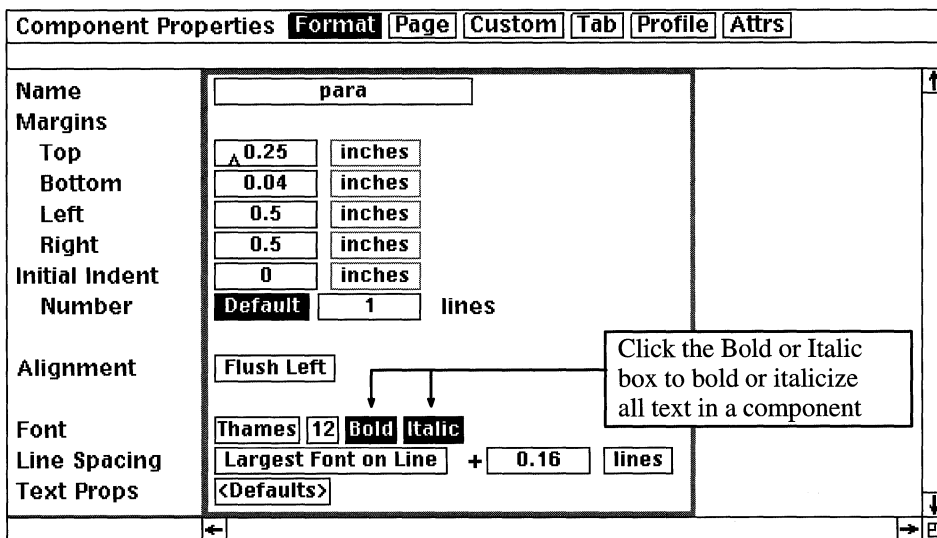 Component Properties Format Page Custom Tab Profile Attrs
Name para
Margins
Top 0.25 inches
Bottom 0.04 inches
Left 0.5 inches
Right 0.5 inches
Initial Indent 0 inches
Number Default 1 lines
Alignment Flush Left
Click the Bold or Italic
box to bold or italicize
all text in a component
Font Thames 12 Bold Italic
Line Spacing Largest Font on Line + 0.16 lines
Text Props <Defaults>